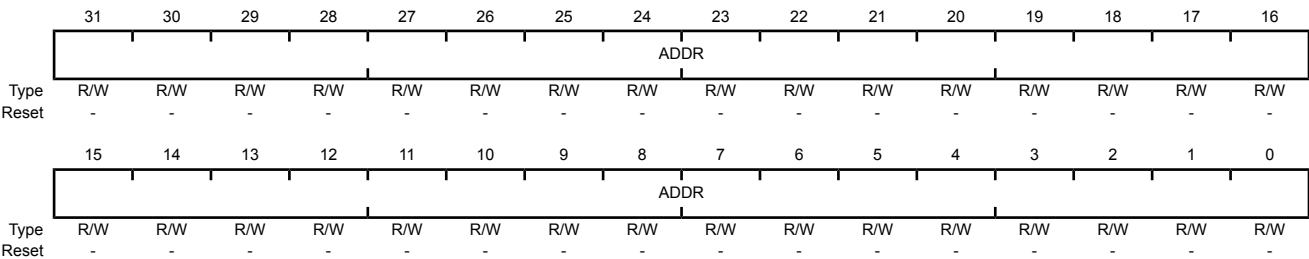 31 30 29 28 27 26 25 24 23 22 21 20 19 18 17 16
ADDR
Type R/W R/W R/W R/W R/W R/W R/W R/W R/W R/W R/W R/W R/W R/W R/W R/W
Reset - - - - - - - - - - - - - - - -
15 14 13 12 11 10 9 8 7 6 5 4 3 2 1 0
ADDR
Type R/W R/W R/W R/W R/W R/W R/W R/W R/W R/W R/W R/W R/W R/W R/W R/W
Reset - - - - - - - - - - - - - - - -